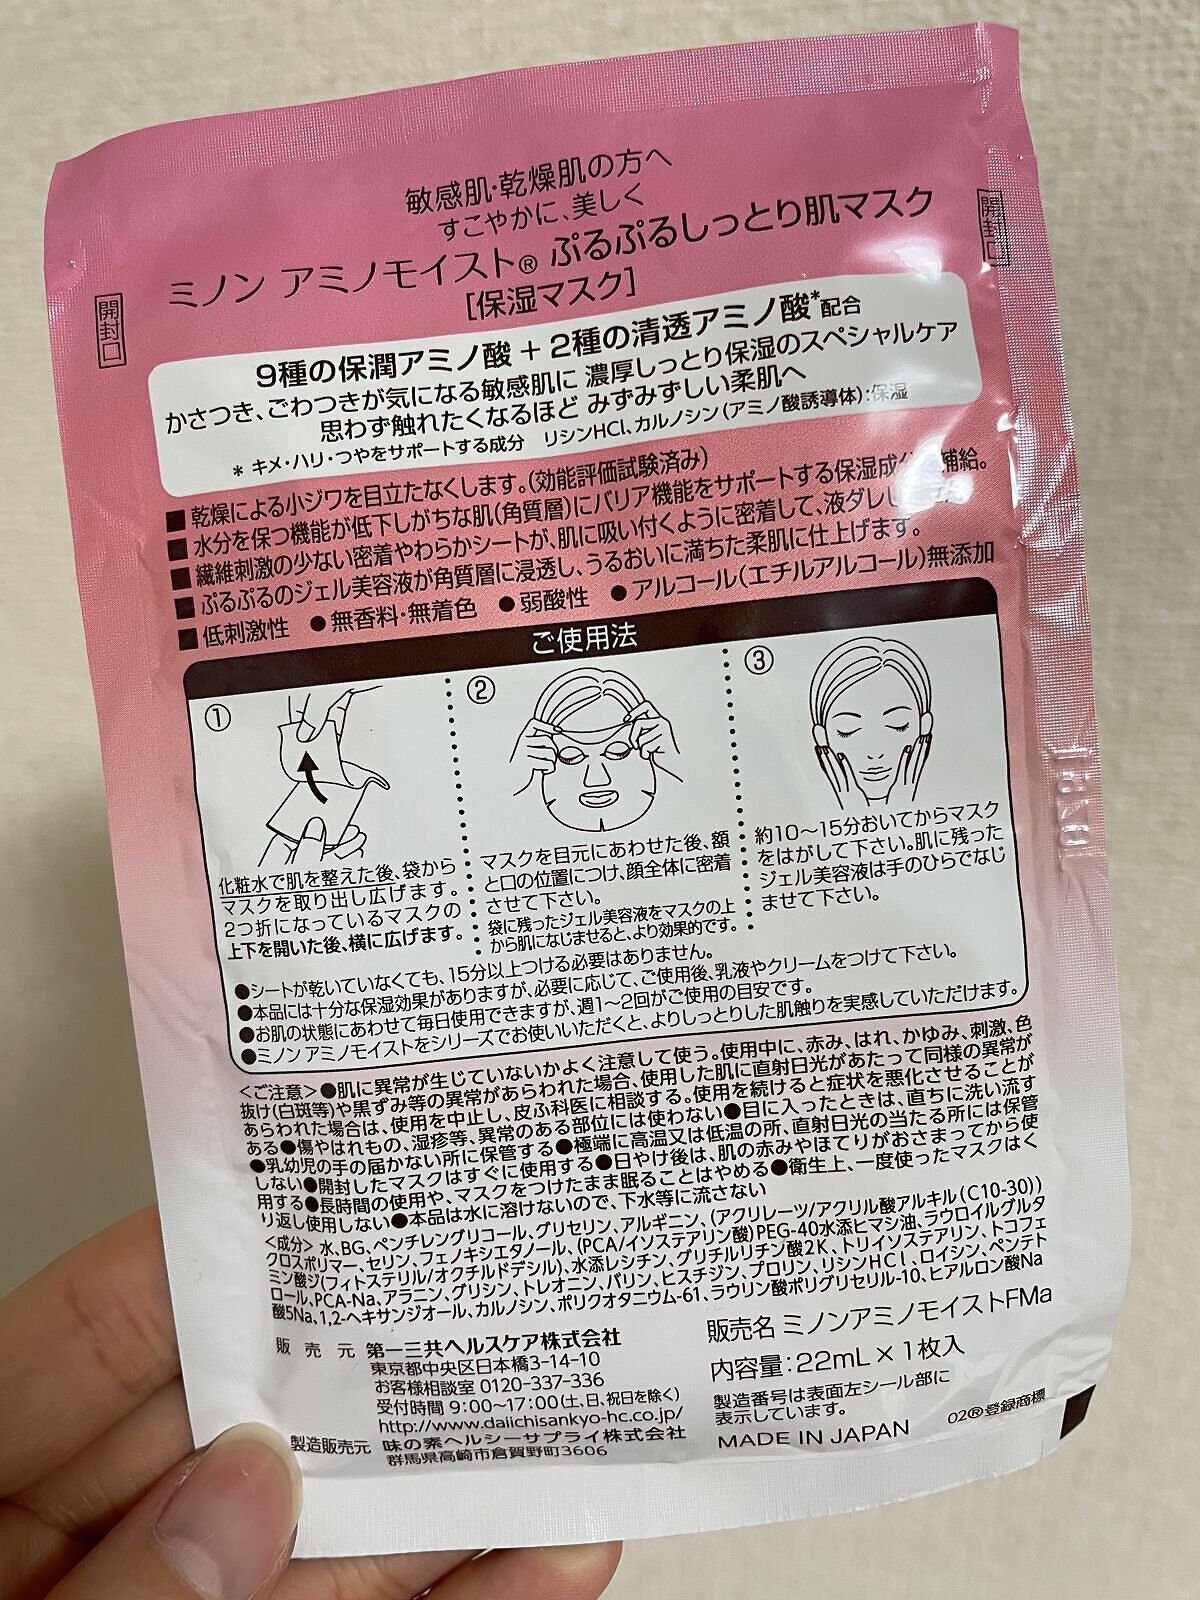 敏感肌・乾燥肌の方へ
すこやかに、美しく
ミノン アミノモイスト® ぷるぷるしっとり肌マスク
[保湿マスク]
開封口
開封口
9種の保潤アミノ酸 + 2種の清透アミノ酸*配合
かさつき、ごわつきが気になる敏感肌に 濃厚しっとり保湿のスペシャルケア
思わず触れたくなるほど みずみずしい柔肌へ
* キメ・ハリ・つやをサポートする成分 リシンHCl、カルノシン(アミノ酸誘導体):保湿
■ 乾燥による小ジワを目立たなくします。(効能評価試験済み)
■ 水分を保つ機能が低下しがちな肌(角質層)にバリア機能をサポートする保湿成 補給。
■ 繊維刺激の少ない密着やわらかシートが、肌に吸い付くように密着して、液ダレし
■ ぷるぷるのジェル美容液が角質層に浸透し、うるおいに満ちた柔肌に仕上げます。
■ 低刺激性 ●無香料・無着色 ●弱酸性 ●アルコール(エチルアルコール)無添加
ご使用法
①
化粧水で肌を整えた後、袋から
マスクを取り出し広げます。
2つ折になっているマスクの
上下を開いた後、横に広げます。
②
マスクを目元にあわせた後、額
と口の位置につけ、顔全体に密着
させて下さい。
袋に残ったジェル美容液をマスクの上
から肌になじませると、より効果的です。
③
約10〜15分おいてからマスク
をはがして下さい。肌に残った
ジェル美容液は手のひらでなじ
ませて下さい。
●シートが乾いていなくても、15分以上つける必要はありません。
●本品には十分な保湿効果がありますが、必要に応じて、ご使用後、乳液やクリームをつけて下さい。
●お肌の状態にあわせて毎日使用できますが、週1〜2回がご使用の目安です。
●ミノン アミノモイストをシリーズでお使いいただくと、よりしっとりした肌触りを実感していただけます。
<ご注意>●肌に異常が生じていないかよく注意して使う。使用中に、赤み、はれ、かゆみ、刺激、色
抜け(白斑等)や黒ずみ等の異常があらわれた場合、使用した肌に直射日光があたって同様の異常が
あらわれた場合は、使用を中止し、皮ふ科医に相談する。使用を続けると症状を悪化させることが
ある●傷やはれもの、湿疹等、異常のある部位には使わない●目に入ったときは、直ちに洗い流す
●乳幼児の手の届かない所に保管する●極端に高温又は低温の所、直射日光の当たる所には保管
しない●開封したマスクはすぐに使用する●日やけ後は、肌の赤みやほてりがおさまってから使
用する●長時間の使用や、マスクをつけたまま眠ることはやめる●衛生上、一度使ったマスクはく
り返し使用しない●本品は水に溶けないので、下水等に流さない
<成分> 水、BG、ペンチレングリコール、グリセリン、アルギニン、(アクリレーツ/アクリル酸アルキル(C10-30))
クロスポリマー、セリン、フェノキシエタノール、(PCA/イソステアリン酸)PEG-40水添ヒマシ油、ラウロイルグルタ
ミン酸ジ(フィトステリル/オクチルドデシル)、水添レシチン、グリチルリチン酸2K、トリイソステアリン、トコフェ
ロール、PCA-Na、アラニン、グリシン、トレオニン、バリン、ヒスチジン、プロリン、リシンHCl、ロイシン、ペンテト
酸5Na、1,2-ヘキサンジオール、カルノシン、ポリクオタニウム-61、ラウリン酸ポリグリセリル-10、ヒアルロン酸Na
販売元 第一三共ヘルスケア株式会社
東京都中央区日本橋3-14-10
お客様相談室 0120-337-336
受付時間 9:00〜17:00(土、日、祝日を除く)
http://www.daiichisankyo-hc.co.jp/
製造販売元 味の素ヘルシーサプライ株式会社
群馬県高崎市倉賀野町3606
販売名 ミノンアミノモイストFMa
内容量:22mL×1枚入
製造番号は表面左シール部に
表示しています。
MADE IN JAPAN
02®登録商標